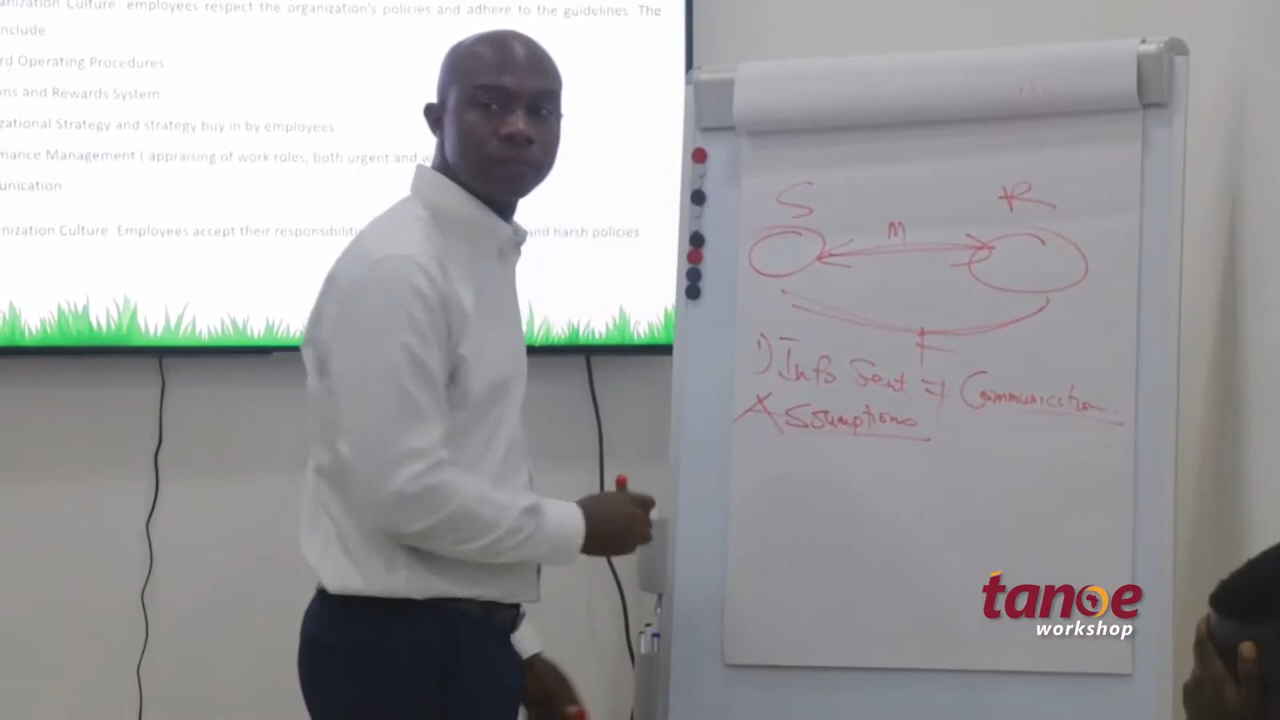 nization Culture employees respect the organization's policies and adhere to the guidelines. The
nclude
rd Operating Procedures
ns and Rewards System
zational Strategy and strategy buy in by employees
mance Management ( appraising of work roles, both urgent and w
unication
nization Culture Employees accept their responsibiliti
nd harsh policies
S R
M
F
1) Info Sent ≠ Communication
Assumptions
tanoe
workshop